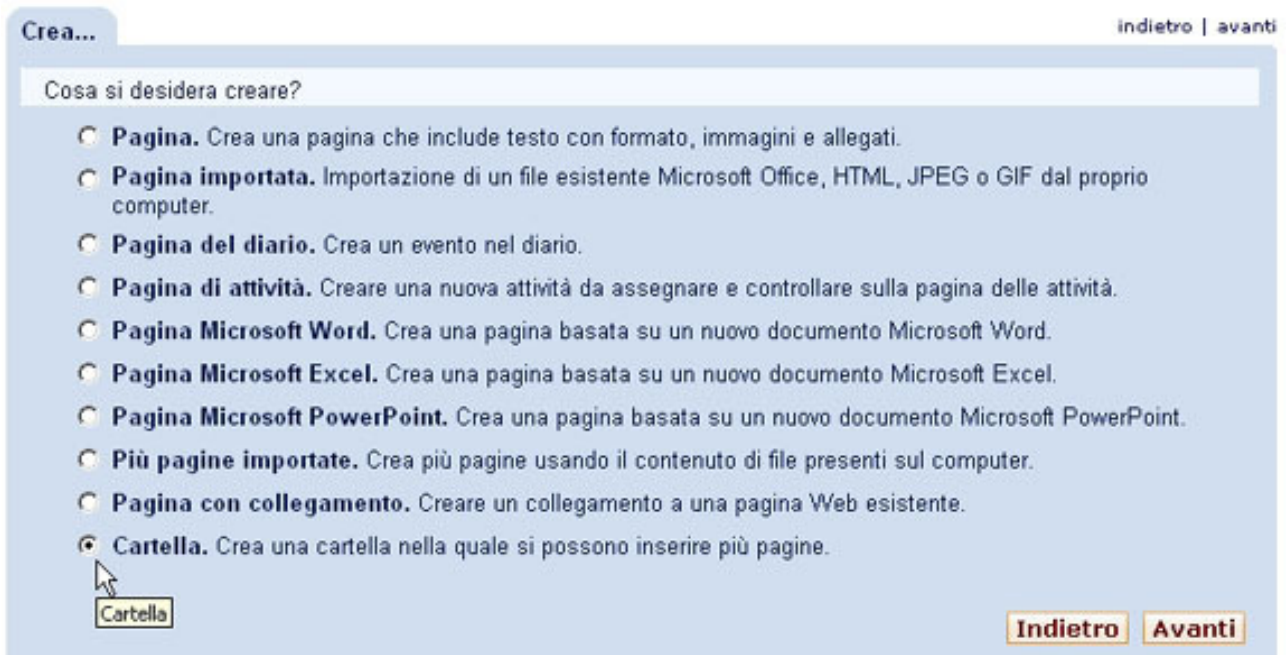 Crea...
indietro | avanti
Cosa si desidera creare?
Pagina. Crea una pagina che include testo con formato, immagini e allegati.
Pagina importata. Importazione di un file esistente Microsoft Office, HTML, JPEG o GIF dal proprio
computer.
Pagina del diario. Crea un evento nel diario.
Pagina di attività. Creare una nuova attività da assegnare e controllare sulla pagina delle attività.
Pagina Microsoft Word. Crea una pagina basata su un nuovo documento Microsoft Word.
Pagina Microsoft Excel. Crea una pagina basata su un nuovo documento Microsoft Excel.
Pagina Microsoft PowerPoint. Crea una pagina basata su un nuovo documento Microsoft PowerPoint.
Più pagine importate. Crea più pagine usando il contenuto di file presenti sul computer.
Pagina con collegamento. Creare un collegamento a una pagina Web esistente.
Cartella. Crea una cartella nella quale si possono inserire più pagine.
Cartella
Indietro Avanti